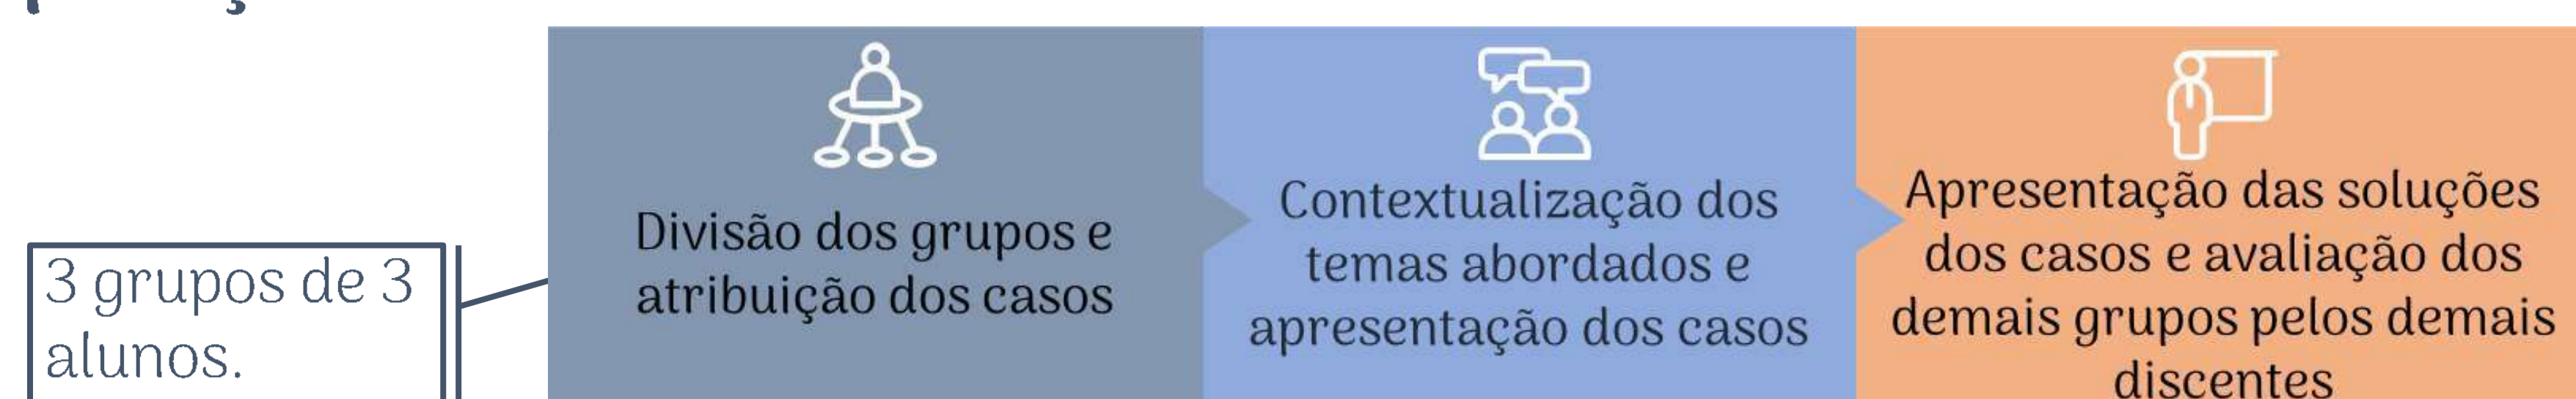 3 grupos de 3
alunos.
Divisão dos grupos e
atribuição dos casos
Contextualização dos
temas abordados e
apresentação dos casos
Apresentação das soluções
dos casos e avaliação dos
demais grupos pelos demais
discentes